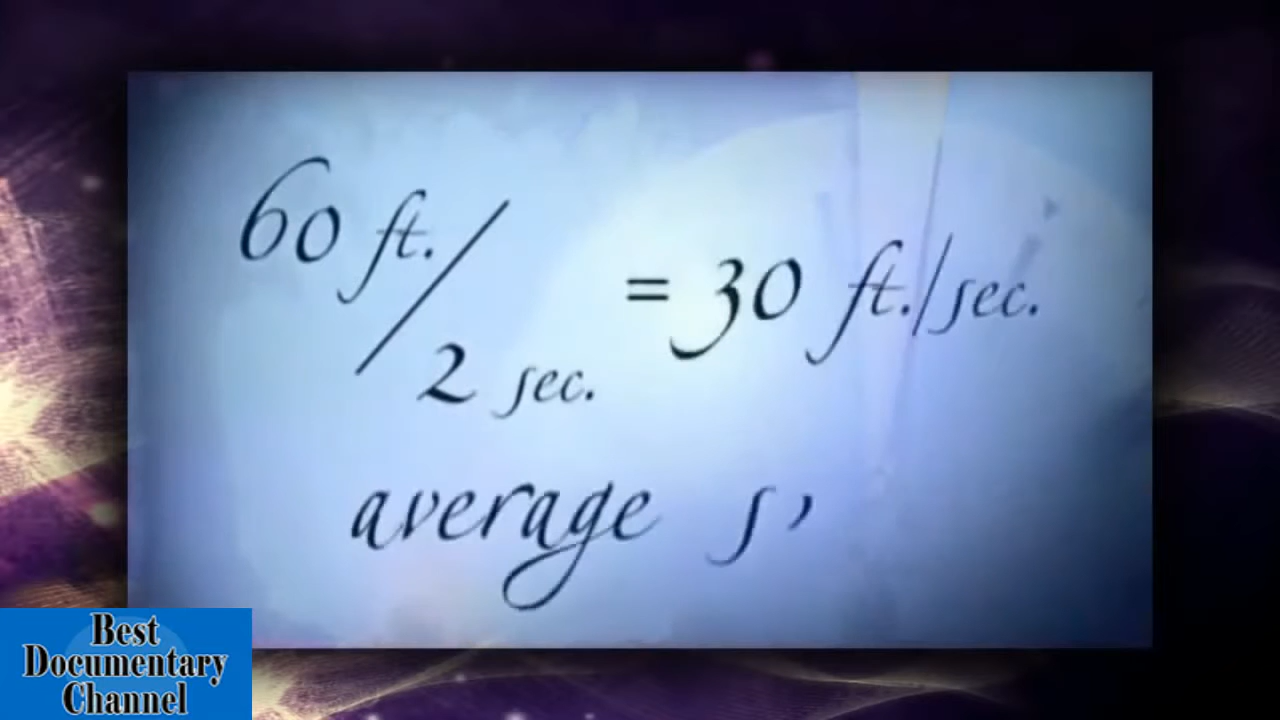 60 ft./2 sec. = 30 ft./sec.
average
Best
Documentary
Channel